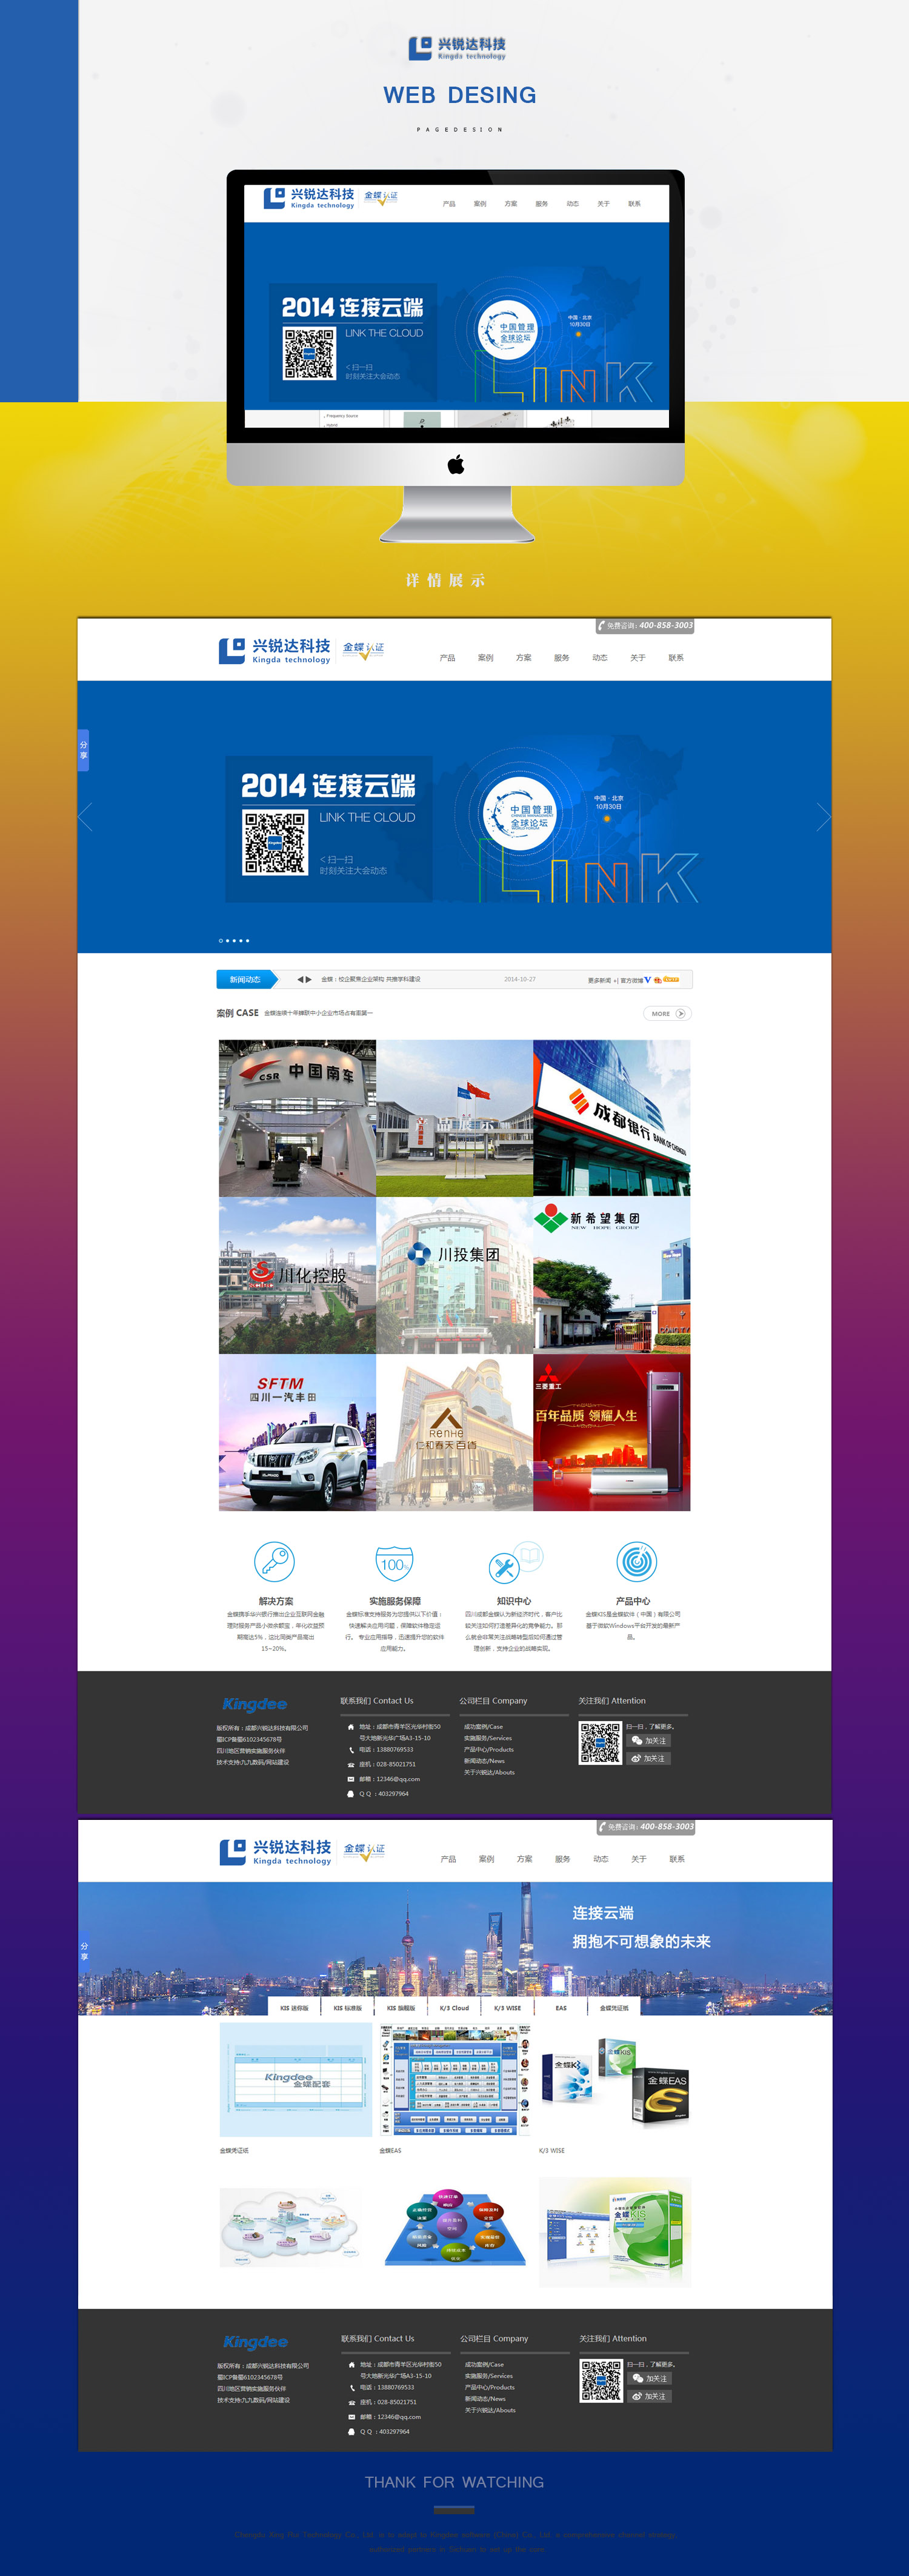 兴锐达科技
Kingda technology
WEB DESING
PAGEDESION
兴锐达科技
Kingda technology
金蝶认证
产品 案例 方案 服务 动态 关于 联系
2014 连接云端
LINK THE CLOUD
< 扫一扫
时刻关注大会动态
中国管理
全球论坛
中国·北京
10月30日
LINK
Frequency Source
Hybrid
详情展示
免费咨询: 400-858-3003
兴锐达科技
Kingda technology
金蝶认证
产品 案例 方案 服务 动态 关于 联系
分享
2014 连接云端
LINK THE CLOUD
< 扫一扫
时刻关注大会动态
中国管理
CHINESE MANAGEMENT
全球论坛
WORLD FORUM
中国·北京
10月30日
LINK
新闻动态
金蝶：校企聚焦企业架构 共推学科建设
2014-10-27
更多新闻 +| 官方微博
案例 CASE 金蝶连续十年蝉联中小企业市场占有率第一
MORE
CSR 中国南车
品展示
成都银行 BANK OF CHENGDU
川化控股
川投集团
新希望集团
NEW HOPE GROUP
SFTM
四川一汽丰田
RENHE
仁和春天百货
三菱重工
百年品质 领耀人生
100%
解决方案
金蝶携手华兴银行推出企业互联网金融
理财服务产品小微余额宝，年化收益预
期高达5%，远比同类产品高出
15~20%。
实施服务保障
金蝶标准支持服务为您提供以下价值：
快速解决应用问题，保障软件稳定运
行。 专业应用指导，迅速提升您的软件
应用能力。
知识中心
四川成都金蝶认为新经济时代，客户比
较关注如何打造差异化的竞争能力。那
么就会非常关注战略转型后如何通过管
理创新，支持企业的战略实现。
产品中心
金蝶KIS是金蝶软件（中国）有限公司
基于微软Windows平台开发的最新产
品。
Kingdee
版权所有：成都兴锐达科技有限公司
蜀ICP备蜀6102345678号
四川地区营销实施服务伙伴
技术支持:九九数码/网站建设
联系我们 Contact Us
地址：成都市青羊区光华村街50
号大地新光华广场A3-15-10
电话：13880769533
座机：028-85021751
邮箱：12346@qq.com
Q Q ：403297964
公司栏目 Company
成功案例/Case
实施服务/Services
产品中心/Products
新闻动态/News
关于兴锐达/Abouts
关注我们 Attention
扫一扫，了解更多。
加关注
加关注
免费咨询: 400-858-3003
兴锐达科技
Kingda technology
金蝶认证
产品 案例 方案 服务 动态 关于 联系
分享
连接云端
拥抱不可想象的未来
KIS 迷你版 KIS 标准版 KIS 旗舰版 K/3 Cloud K/3 WISE EAS 金蝶凭证纸
Kingdee
金蝶配套
金蝶KIS
金蝶EAS
金蝶凭证纸
金蝶EAS
K/3 WISE
金蝶KIS
Kingdee
版权所有：成都兴锐达科技有限公司
蜀ICP备蜀6102345678号
四川地区营销实施服务伙伴
技术支持:九九数码/网站建设
联系我们 Contact Us
地址：成都市青羊区光华村街50
号大地新光华广场A3-15-10
电话：13880769533
座机：028-85021751
邮箱：12346@qq.com
Q Q ：403297964
公司栏目 Company
成功案例/Case
实施服务/Services
产品中心/Products
新闻动态/News
关于兴锐达/Abouts
关注我们 Attention
扫一扫，了解更多。
加关注
加关注
THANK FOR WATCHING